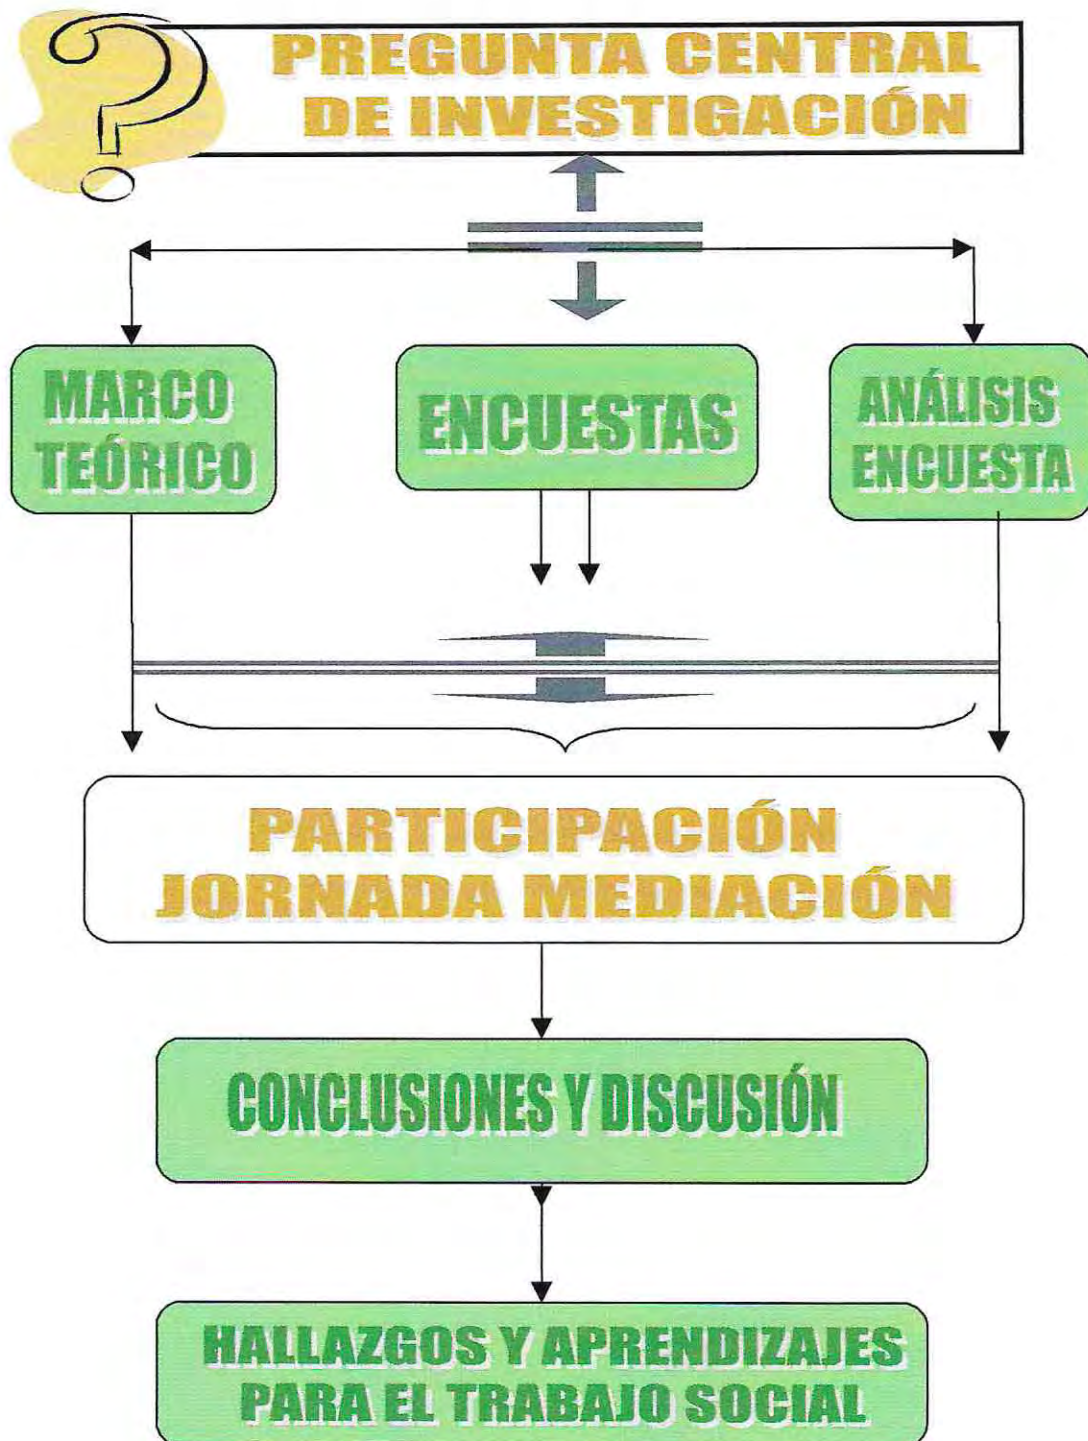 PREGUNTA CENTRAL
DE INVESTIGACIÓN
MARCO
TEÓRICO
ENCUESTAS
ANÁLISIS
ENCUESTA
PARTICIPACIÓN
JORNADA MEDIACIÓN
CONCLUSIONES Y DISCUSIÓN
HALLAZGOS Y APRENDIZAJES
PARA EL TRABAJO SOCIAL